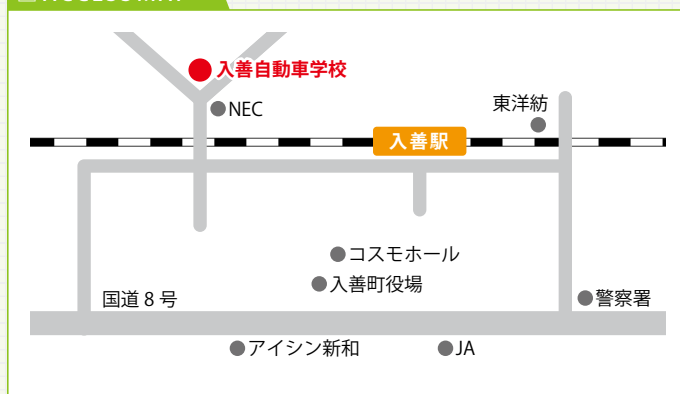 入善自動車学校
NEC
東洋紡
入善駅
コスモホール
入善町役場
国道 8 号
警察署
アイシン新和
JA